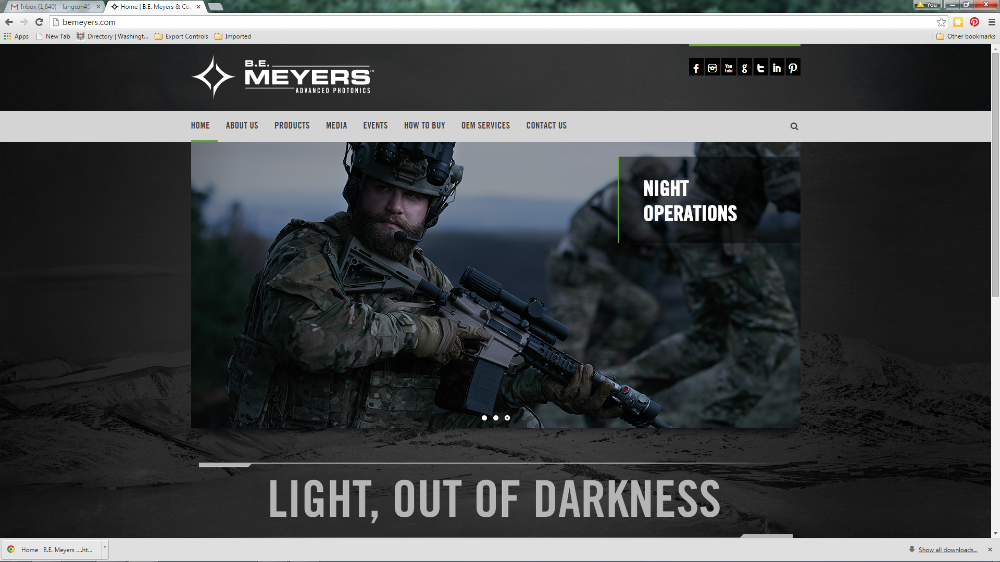 Inbox (1,640) - langton45
Home | B.E. Meyers & Co.,
You
bemeyers.com
Apps
New Tab
Directory | Washingt...
Export Controls
Imported
Other bookmarks
B.E.
MEYERS™
ADVANCED PHOTONICS
You
Tube
HOME
ABOUT US
PRODUCTS
MEDIA
EVENTS
HOW TO BUY
OEM SERVICES
CONTACT US
NIGHT
OPERATIONS
LIGHT, OUT OF DARKNESS
Home B.E. Meyers ....ht...
Show all downloads...